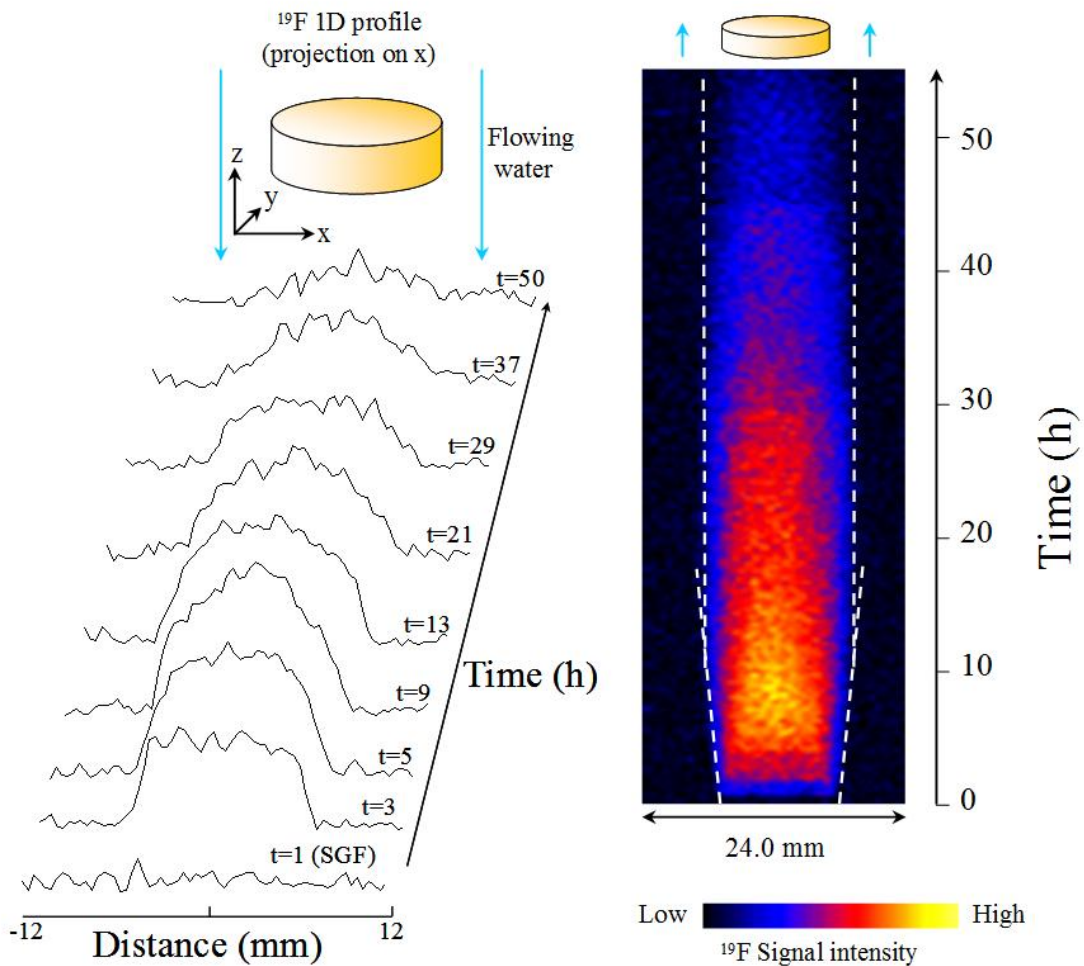 ¹⁹F 1D profile
(projection on x)
Flowing
water
z
y
x
t=50
t=37
t=29
t=21
t=13
t=9
t=5
t=3
t=1 (SGF)
Time (h)
-12
12
Distance (mm)
50
40
30
20
10
0
Time (h)
24.0 mm
Low
High
¹⁹F Signal intensity